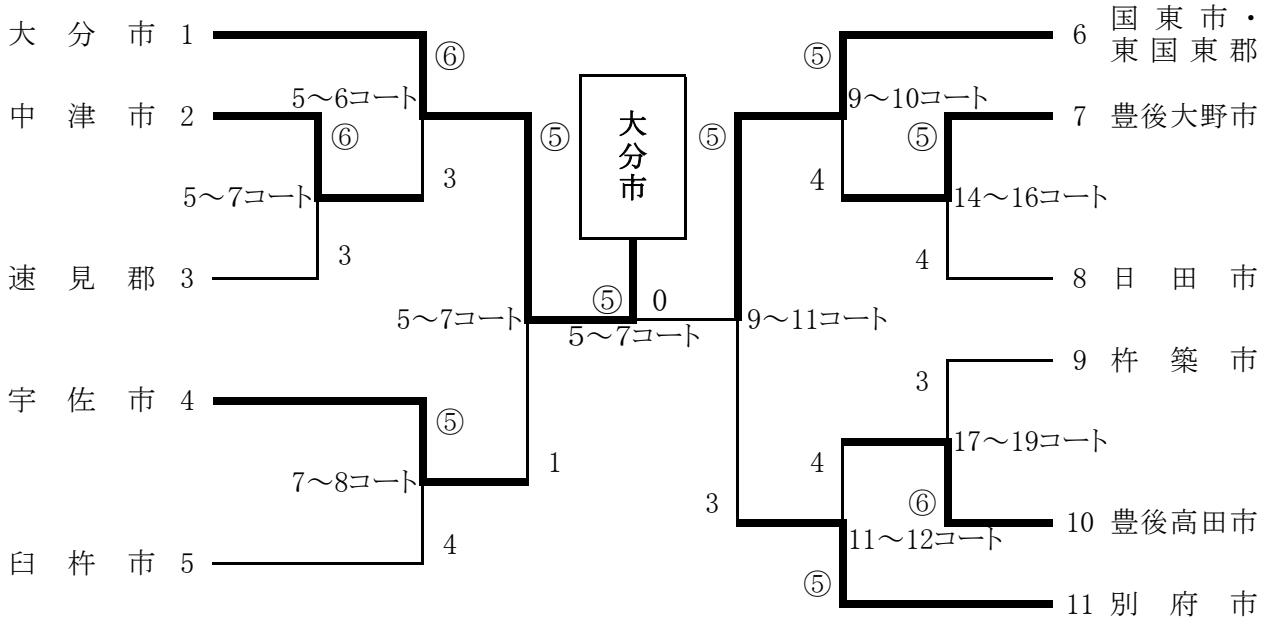 大分市 1
⑥
5～6コート
中津市 2
⑥
3
5～7コート
速見郡 3
3
⑤
5～7コート
宇佐市 4
⑤
7～8コート
1
臼杵市 5
4
大分市
⑤
0
5～7コート
⑤
9～11コート
3
6 国東市・
東国東郡
⑤
9～10コート
7 豊後大野市
⑤
4
14～16コート
8 日田市
4
9 杵築市
3
17～19コート
4
⑥
10 豊後高田市
11～12コート
⑤
11 別府市